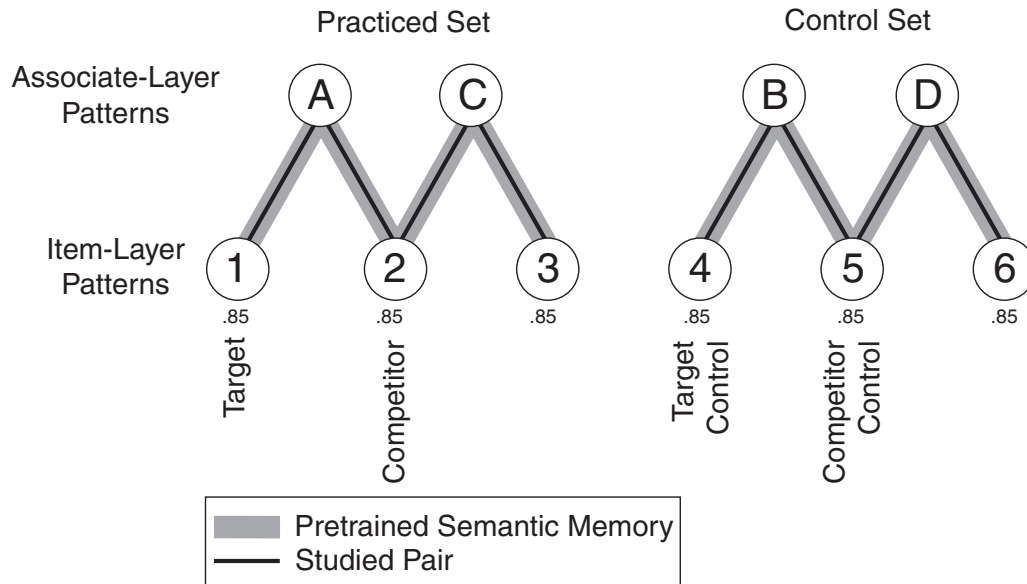 Practiced Set
Control Set
Associate-Layer
Patterns
A
C
B
D
Item-Layer
Patterns
1
2
3
4
5
6
.85
.85
.85
.85
.85
.85
Target
Competitor
Target
Control
Competitor
Control
Pretrained Semantic Memory
Studied Pair